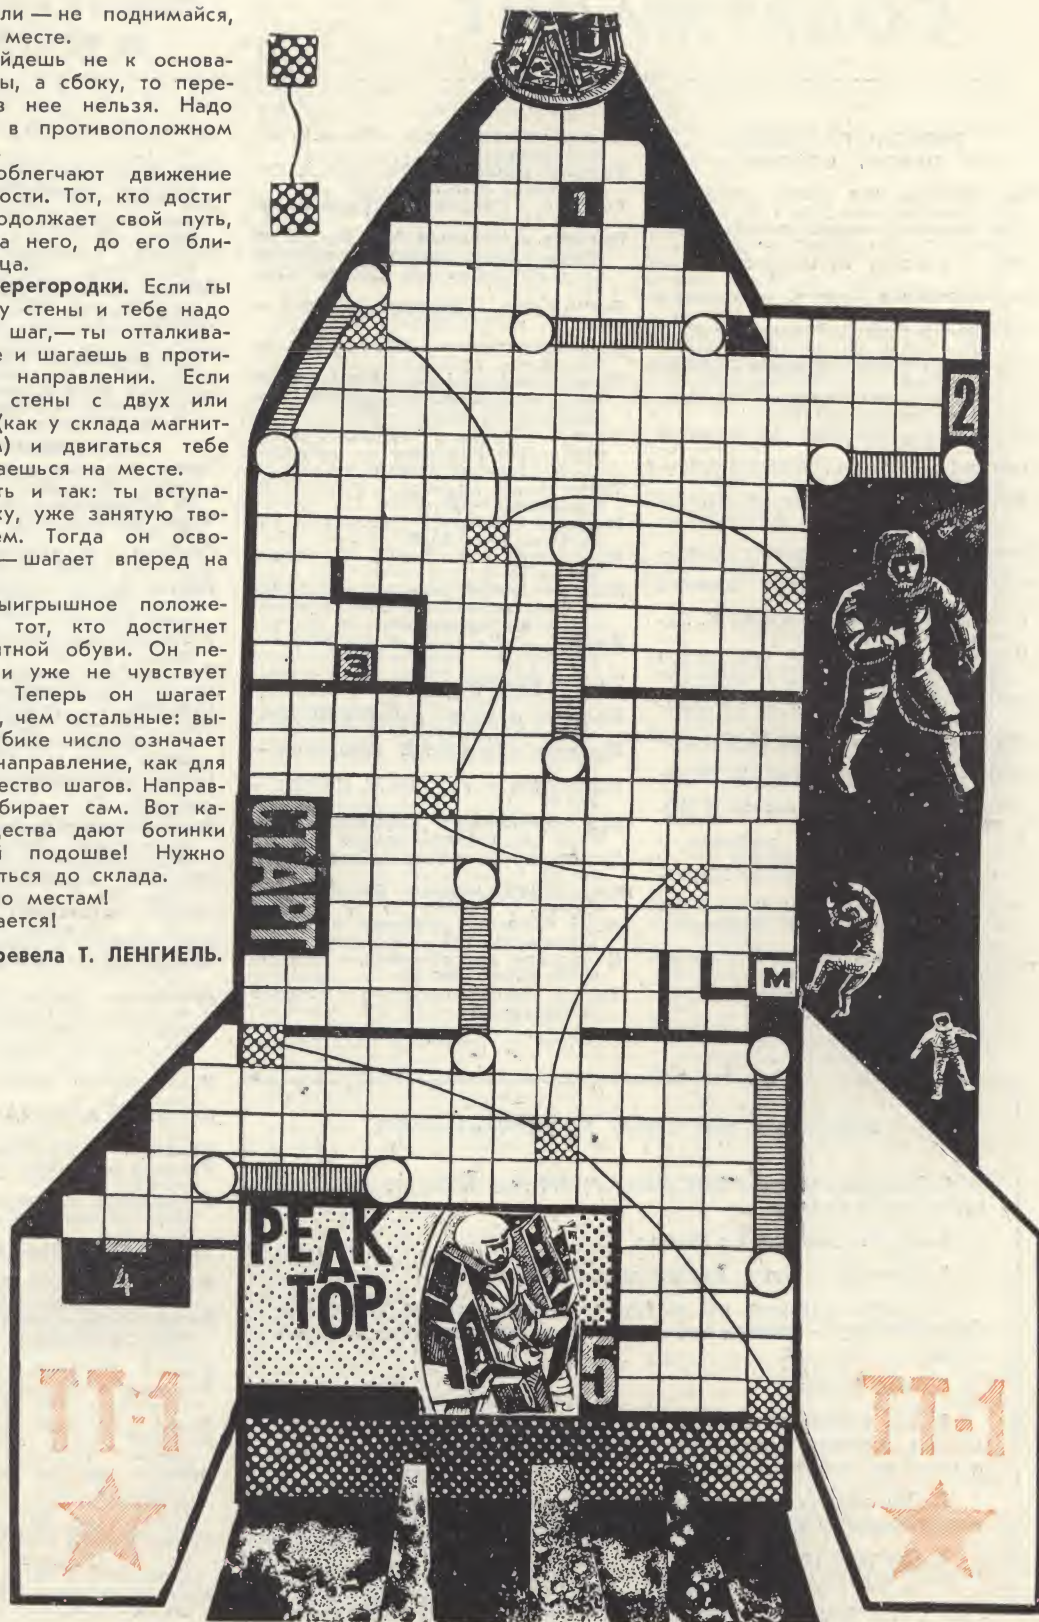 ли — не поднимайся,
месте.
йдешь не к основа-
ы, а сбоку, то пере-
в нее нельзя. Надо
в противоположном
облегчают движение
ости. Тот, кто достиг
одолжает свой путь,
а него, до его бли-
ца.
ерегородки. Если ты
у стены и тебе надо
шаг,— ты отталкива-
е и шагаешь в проти-
направлении. Если
стены с двух или
(как у склада магнит-
м) и двигаться тебе
аешься на месте.
ть и так: ты вступа-
ку, уже занятую тво-
ем. Тогда он осво-
— шагает вперед на
ыигрышное положе-
тот, кто достигнет
итной обуви. Он пе-
и уже не чувствует
Теперь он шагает
, чем остальные: вы-
бике число означает
направление, как для
чество шагов. Направ-
бирает сам. Вот ка-
щества дают ботинки
й подошве! Нужно
ться до склада.
о местам!
ается!
ревела Т. ЛЕНГИЕЛЬ.
1
2
3
СТАРТ
М
4
РЕАК
ТОР
5
ТТ-1
ТТ-1